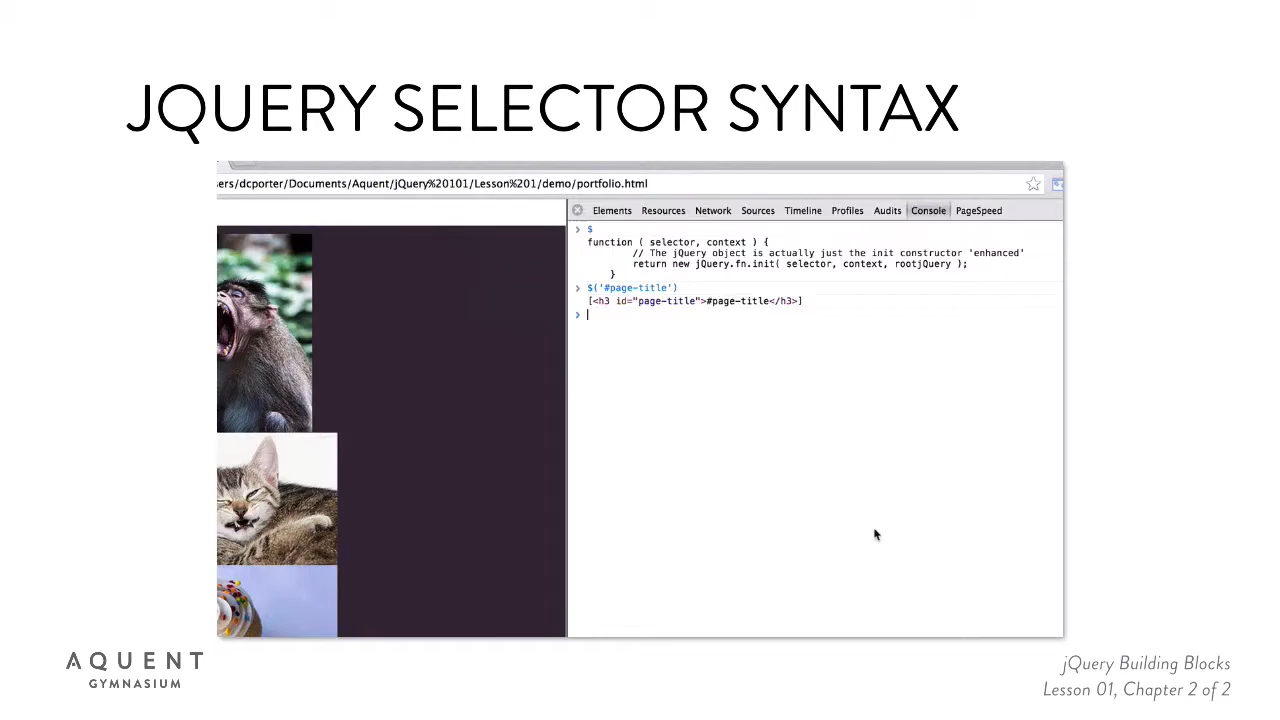 JQUERY SELECTOR SYNTAX
sers/dcporter/Documents/Aquent/jQuery%20101/Lesson%201/demo/portfolio.html
Elements Resources Network Sources Timeline Profiles Audits Console PageSpeed
> $
function ( selector, context ) {
// The jQuery object is actually just the init constructor 'enhanced'
return new jQuery.fn.init( selector, context, rootjQuery );
}
> $('#page-title')
[<h3 id="page-title">#page-title</h3>]
>
AQUENT
GYMNASIUM
jQuery Building Blocks
Lesson 01, Chapter 2 of 2